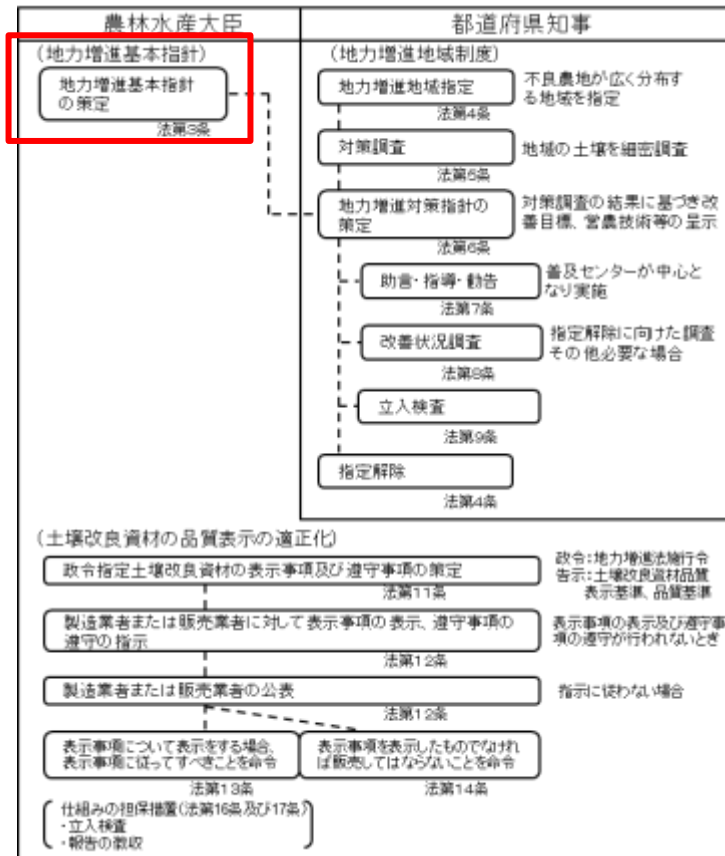 農林水産大臣
都道府県知事
(地力増進基本指針)
地力増進基本指針
の策定
法第3条
(地力増進地域制度)
地力増進地域指定
不良農地が広く分布す
る地域を指定
法第4条
対策調査
地域の土壌を細密調査
法第5条
地力増進対策指針の
策定
対策調査の結果に基づき改
善目標、営農技術等の呈示
法第6条
助言・指導・勧告
普及センターが中心と
なり実施
法第7条
改善状況調査
指定解除に向けた調査
その他必要な場合
法第8条
立入検査
法第9条
指定解除
法第4条
(土壌改良資材の品質表示の適正化)
政令指定土壌改良資材の表示事項及び遵守事項の策定
法第11条
政令:地力増進法施行令
告示:土壌改良資材品質
表示基準、品質基準
製造業者または販売業者に対して表示事項の表示、遵守事項の
遵守の指示
法第12条
表示事項の表示及び遵守事
項の遵守が行われないとき
製造業者または販売業者の公表
法第12条
指示に従わない場合
表示事項について表示をする場合、
表示事項に従ってすべきことを命令
法第13条
表示事項を表示したものでなけれ
ば販売してはならないことを命令
法第14条
仕組みの担保措置(法第16条及び17条)
・立入検査
・報告の徴収